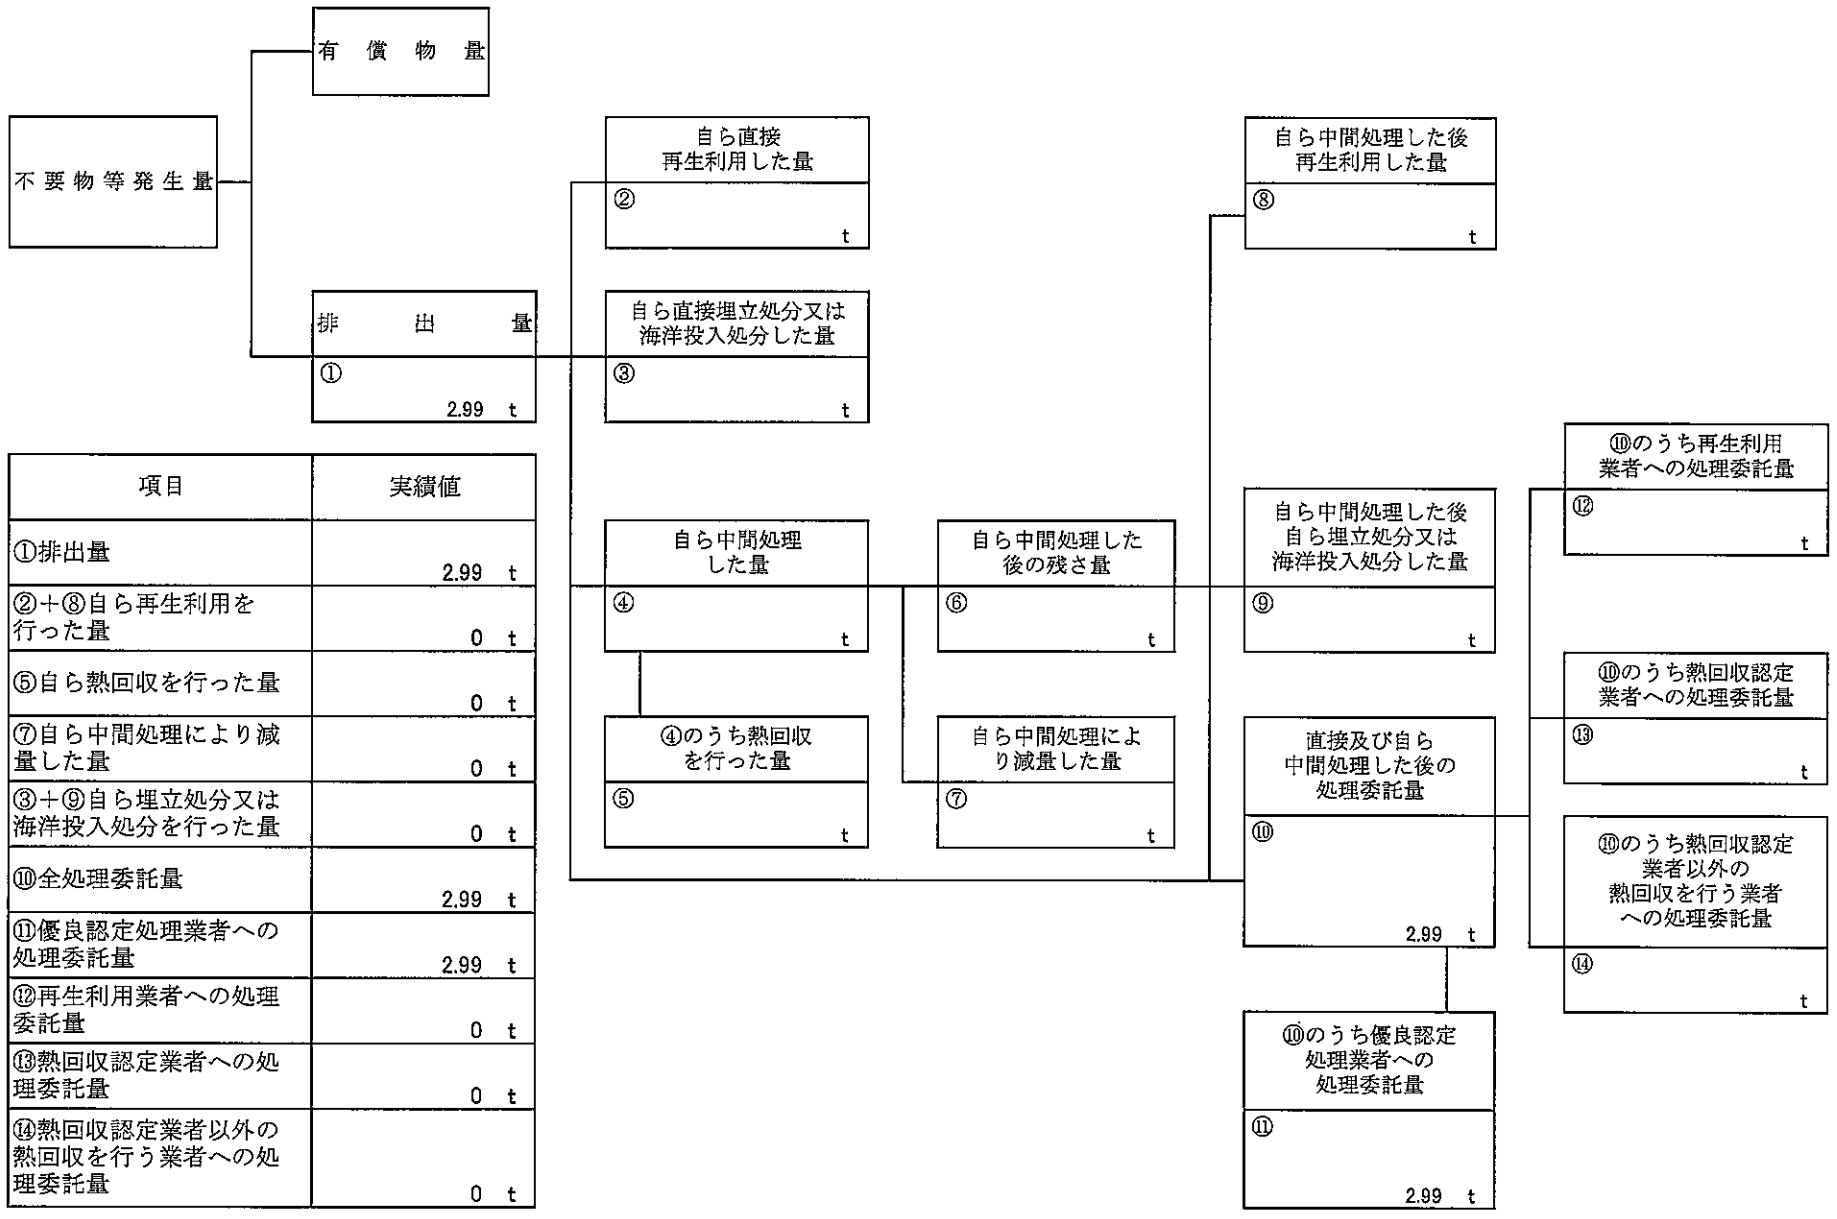 有償物量
不要物等発生量
自ら直接
再生利用した量
②
t
自ら中間処理した後
再生利用した量
⑧
t
排出量
①
2.99 t
自ら直接埋立処分又は
海洋投入処分した量
③
t
項目 実績値
①排出量
2.99 t
②+⑧自ら再生利用を
行った量
0 t
⑤自ら熱回収を行った量
0 t
⑦自ら中間処理により減
量した量
0 t
③+⑨自ら埋立処分又は
海洋投入処分を行った量
0 t
⑩全処理委託量
2.99 t
⑪優良認定処理業者への
処理委託量
2.99 t
⑫再生利用業者への処理
委託量
0 t
⑬熱回収認定業者への処
理委託量
0 t
⑭熱回収認定業者以外の
熱回収を行う業者への処
理委託量
0 t
自ら中間処理
した量
④
t
④のうち熱回収
を行った量
⑤
t
自ら中間処理した
後の残さ量
⑥
t
自ら中間処理によ
り減量した量
⑦
t
自ら中間処理した後
自ら埋立処分又は
海洋投入処分した量
⑨
t
直接及び自ら
中間処理した後の
処理委託量
⑩
2.99 t
⑩のうち優良認定
処理業者への
処理委託量
⑪
2.99 t
⑩のうち再生利用
業者への処理委託量
⑫
t
⑩のうち熱回収認定
業者への処理委託量
⑬
t
⑩のうち熱回収認定
業者以外の
熱回収を行う業者
への処理委託量
⑭
t